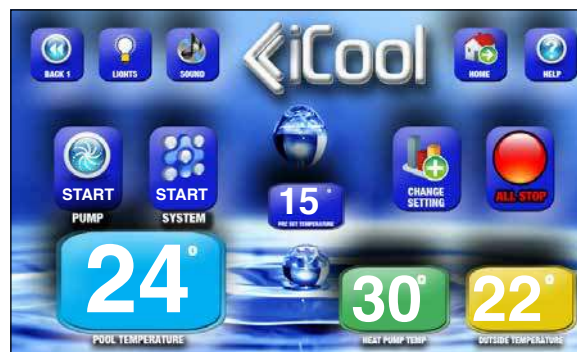 iCool
BACK 1
LIGHTS
SOUND
HOME
HELP
START
PUMP
START
SYSTEM
15°
PRE SET TEMPERATURE
CHANGE
SETTING
ALL STOP
24°
POOL TEMPERATURE
30°
HEAT PUMP TEMP
22°
OUTSIDE TEMPERATURE